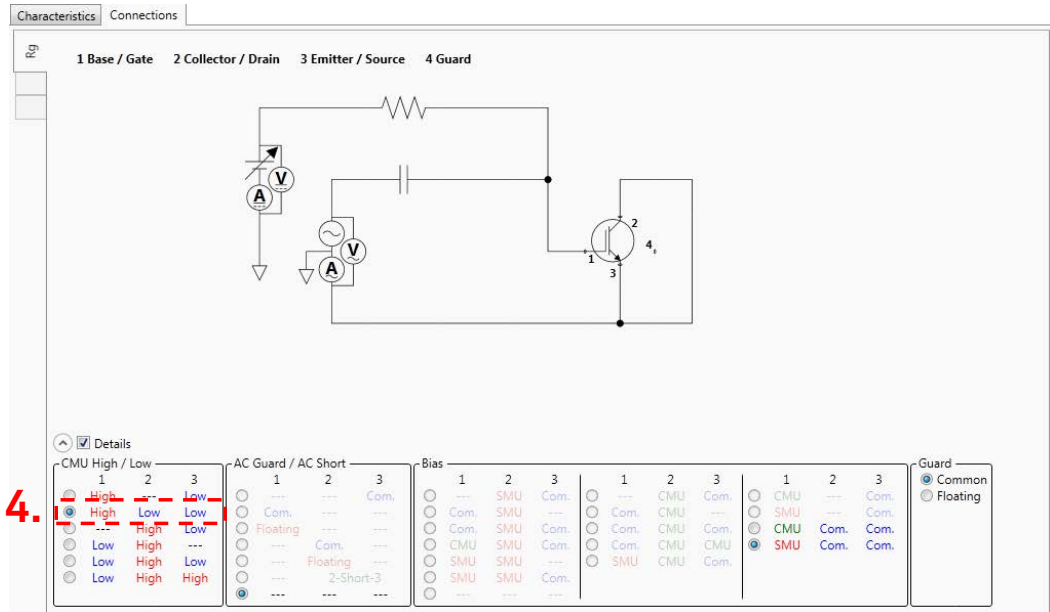 Characteristics Connections
Rg
1 Base / Gate 2 Collector / Drain 3 Emitter / Source 4 Guard
V
A
V
A
2
4
1
3
Details
CMU High / Low
1 2 3
High --- Low
High Low Low
--- High Low
Low High ---
Low High Low
Low High High
4.
AC Guard / AC Short
1 2 3
--- --- Com.
Com. --- ---
Floating --- ---
--- Com. ---
--- Floating ---
--- 2-Short-3
--- --- ---
Bias
1 2 3
--- SMU Com.
Com. SMU ---
Com. SMU Com.
CMU SMU Com.
SMU SMU ---
SMU SMU Com.
--- --- ---
1 2 3
--- CMU Com.
Com. CMU ---
Com. CMU Com.
Com. CMU CMU
SMU CMU Com.
1 2 3
CMU --- Com.
SMU --- Com.
CMU Com. Com.
SMU Com. Com.
Guard
Common
Floating